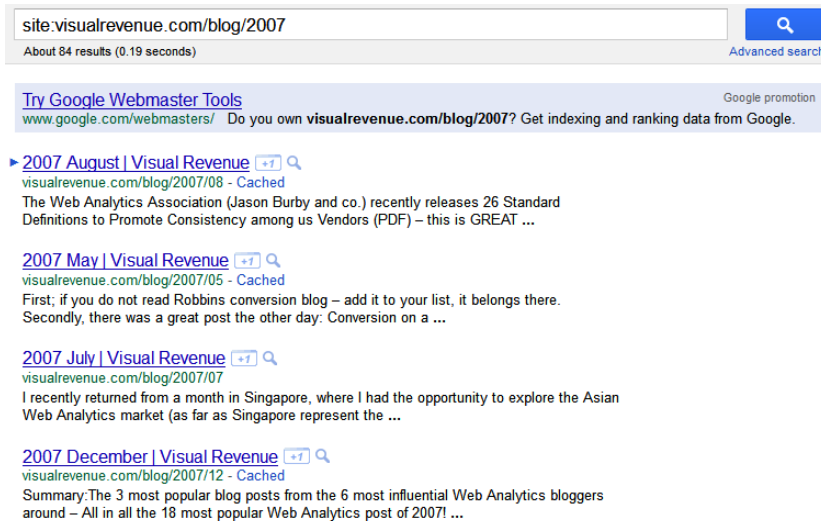 site:visualrevenue.com/blog/2007
About 84 results (0.19 seconds)
Advanced search
Try Google Webmaster Tools
Google promotion
www.google.com/webmasters/ Do you own visualrevenue.com/blog/2007? Get indexing and ranking data from Google.
2007 August | Visual Revenue +1
visualrevenue.com/blog/2007/08 - Cached
The Web Analytics Association (Jason Burby and co.) recently releases 26 Standard
Definitions to Promote Consistency among us Vendors (PDF) – this is GREAT ...
2007 May | Visual Revenue +1
visualrevenue.com/blog/2007/05 - Cached
First; if you do not read Robbins conversion blog – add it to your list, it belongs there.
Secondly, there was a great post the other day: Conversion on a ...
2007 July | Visual Revenue +1
visualrevenue.com/blog/2007/07
I recently returned from a month in Singapore, where I had the opportunity to explore the Asian
Web Analytics market (as far as Singapore represent the ...
2007 December | Visual Revenue +1
visualrevenue.com/blog/2007/12 - Cached
Summary:The 3 most popular blog posts from the 6 most influential Web Analytics bloggers
around – All in all the 18 most popular Web Analytics post of 2007! ...